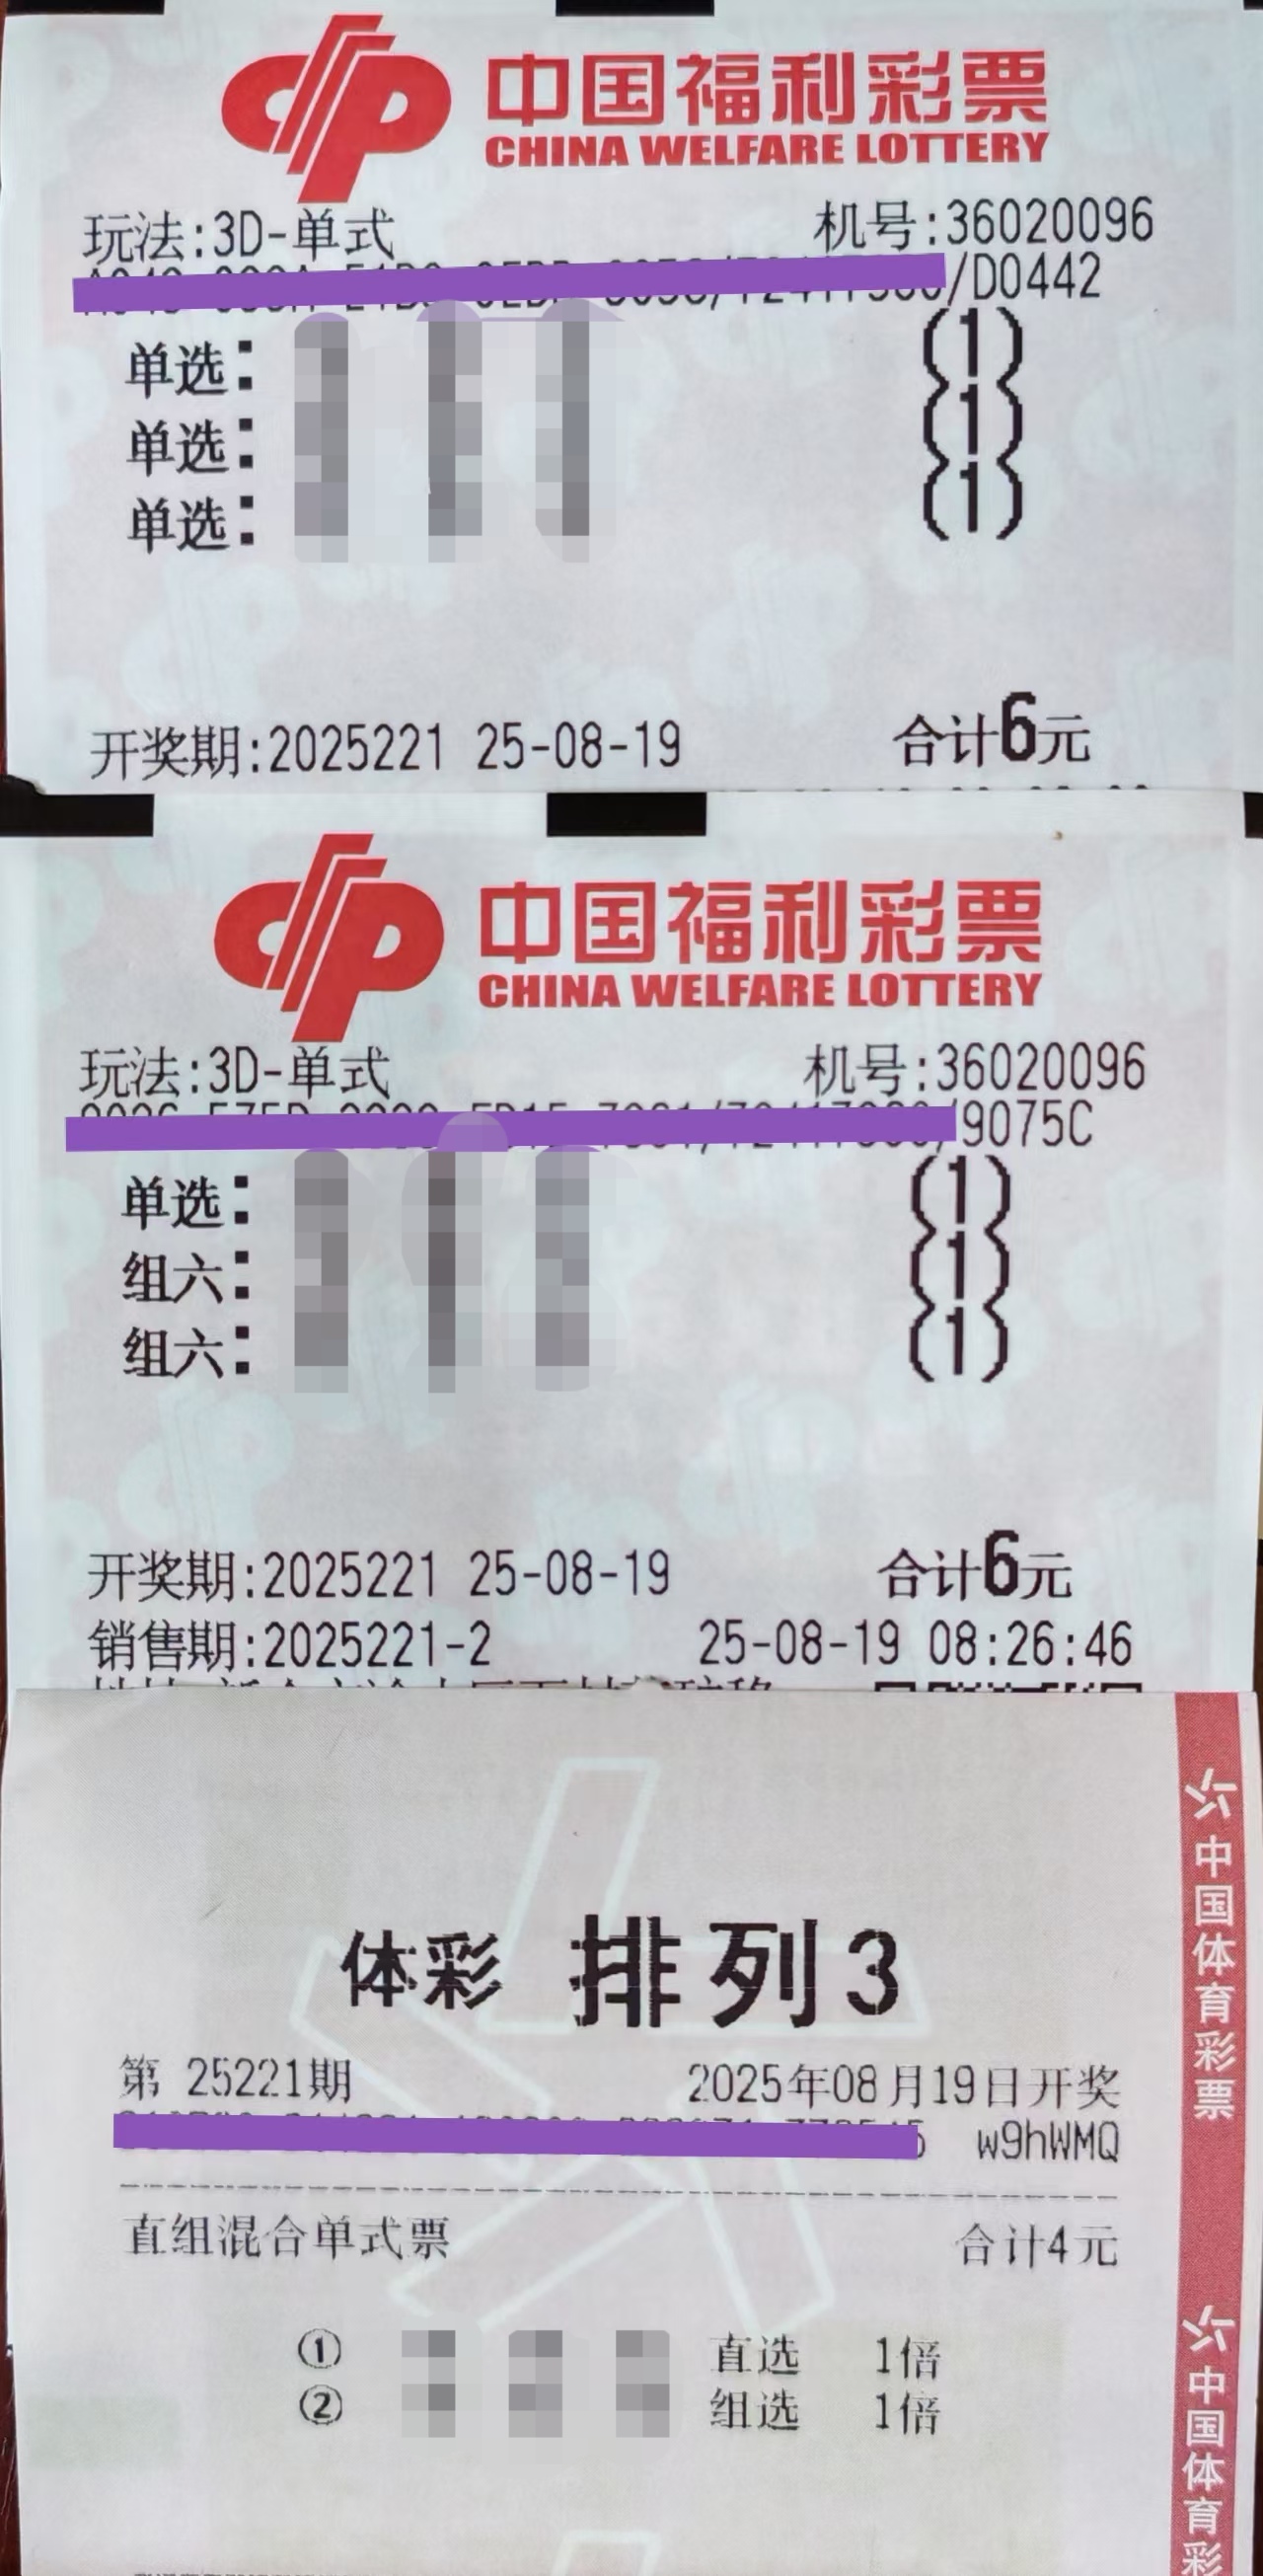 中国福利彩票
CHINA WELFARE LOTTERY
玩法:3D-单式 机号:36020096
/D0442
单选: (1)
单选: (1)
单选: (1)
开奖期:2025221 25-08-19 合计6元
中国福利彩票
CHINA WELFARE LOTTERY
玩法:3D-单式 机号:36020096
/9075C
单选: (1)
组六: (1)
组六: (1)
开奖期:2025221 25-08-19 合计6元
销售期:2025221-2 25-08-19 08:26:46
中国体育彩票
体彩 排列3
第 25221期 2025年08月19日开奖
w9hWMQ
直组混合单式票 合计4元
① 直选 1倍
② 组选 1倍
中国体育彩